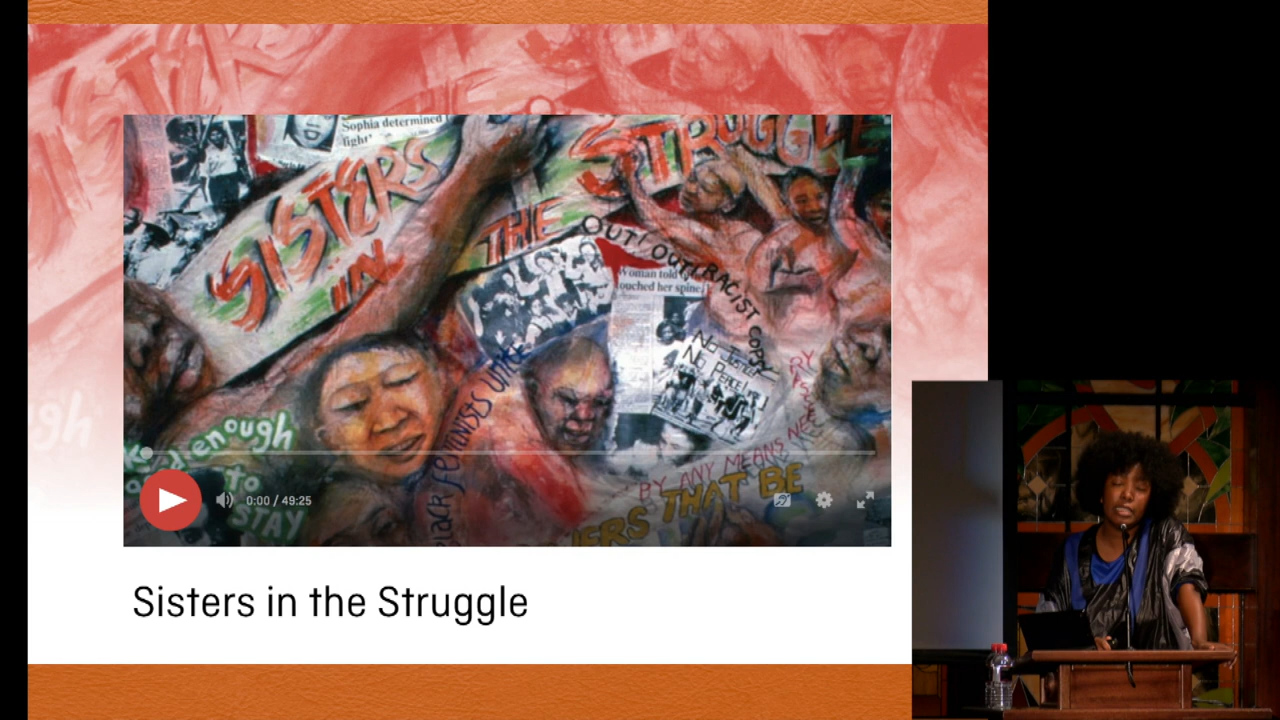 Sophia determined
fight'
SISTERS
IN
THE
STRUGGLE
OUT! OUT! RACIST COPS!
Woman told
touched her spine
No Justice
No Peace!
BLACK FEMINISTS UNITE
enough
to
STAY
BY ANY MEANS NE
THAT BE
0:00 / 49:25
Sisters in the Struggle